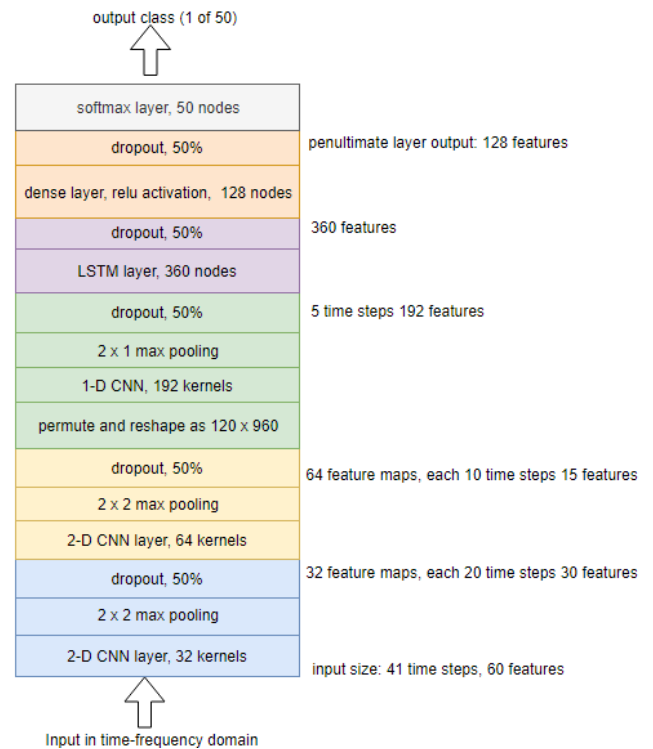 output class (1 of 50)
softmax layer, 50 nodes
dropout, 50%
penultimate layer output: 128 features
dense layer, relu activation, 128 nodes
dropout, 50%
360 features
LSTM layer, 360 nodes
dropout, 50%
5 time steps 192 features
2 x 1 max pooling
1-D CNN, 192 kernels
permute and reshape as 120 x 960
dropout, 50%
64 feature maps, each 10 time steps 15 features
2 x 2 max pooling
2-D CNN layer, 64 kernels
dropout, 50%
32 feature maps, each 20 time steps 30 features
2 x 2 max pooling
2-D CNN layer, 32 kernels
input size: 41 time steps, 60 features
Input in time-frequency domain